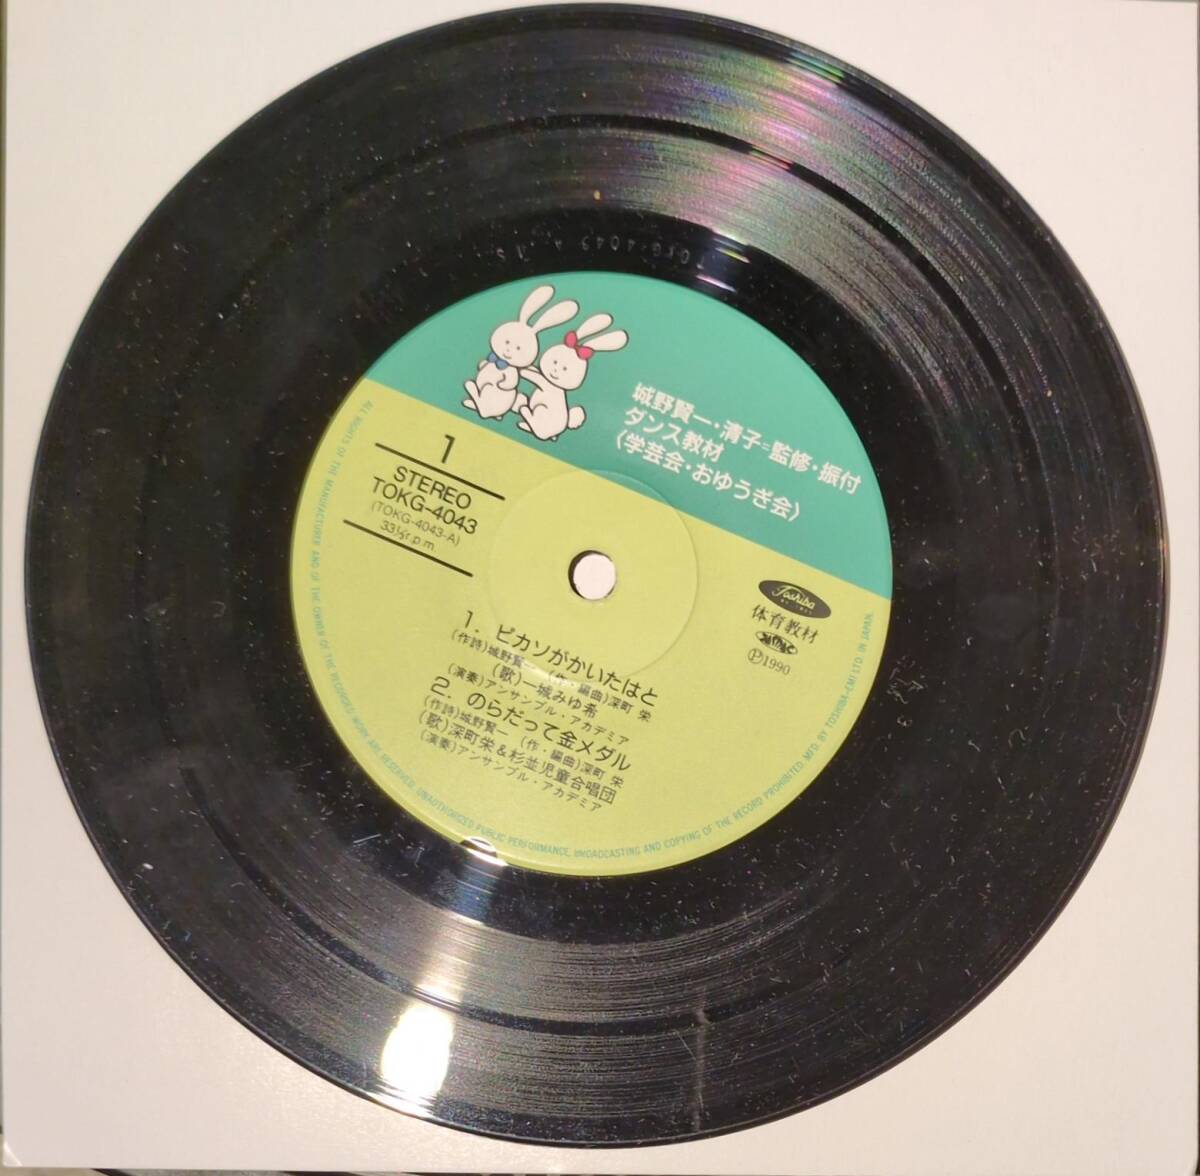 城野賢一・清子=監修・振付
ダンス教材
(学芸会・おゆうぎ会)
1
STEREO
TOKG-4043
(TOKG-4043-A)
33⅓r.p.m.
Toshiba
体育教材
Ⓟ1990
1. ピカソがかいたはと
(作詩)城野賢一 (作・編曲)深町 栄
(歌)一城みゆ希
(演奏)アンサンブル・アカデミア
2. のらだって金メダル
(作詩)城野賢一 (作・編曲)深町 栄
(歌)深町栄&杉並児童合唱団
(演奏)アンサンブル・アカデミア
ALL RIGHTS OF THE MANUFACTURER AND OF THE OWNER OF THE RECORDED WORK ARE RESERVED. UNAUTHORIZED PUBLIC PERFORMANCE, BROADCASTING AND COPYING OF THE RECORD PROHIBITED. MFD. BY TOSHIBA-EMI LTD. IN JAPAN.
TOKG-4043 A